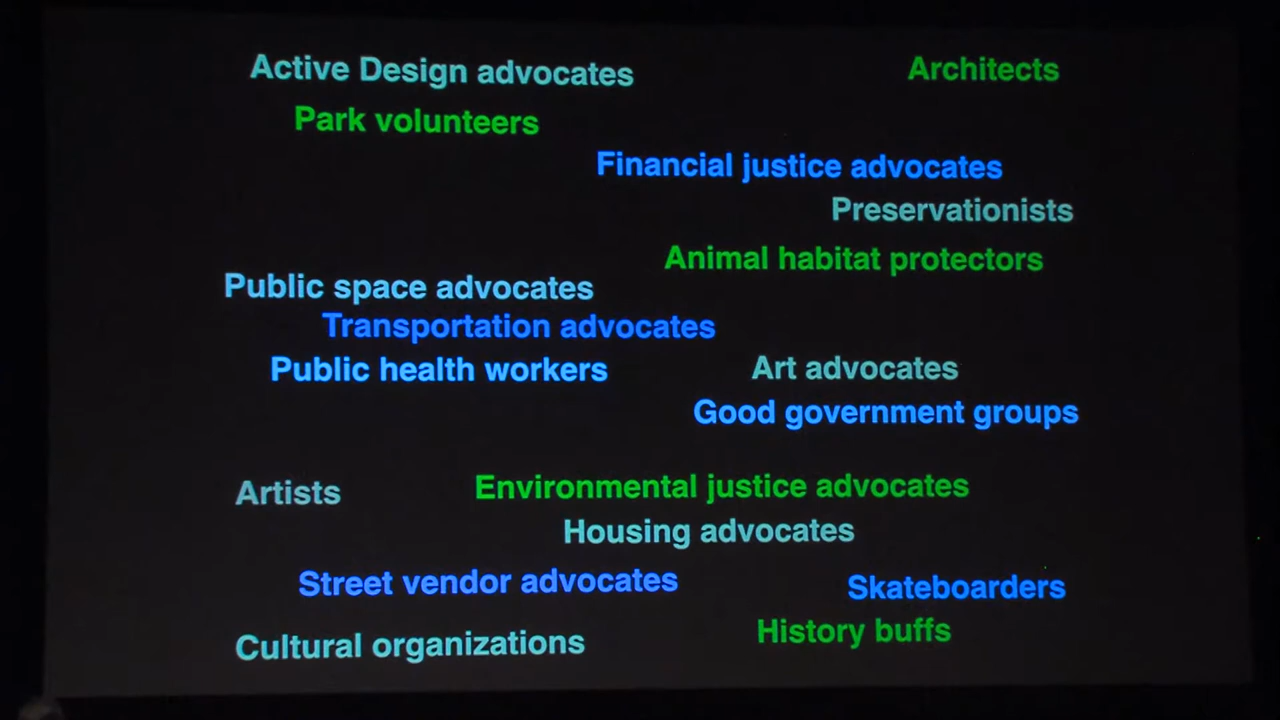 Active Design advocates
Architects
Park volunteers
Financial justice advocates
Preservationists
Animal habitat protectors
Public space advocates
Transportation advocates
Public health workers
Art advocates
Good government groups
Artists
Environmental justice advocates
Housing advocates
Street vendor advocates
Skateboarders
History buffs
Cultural organizations